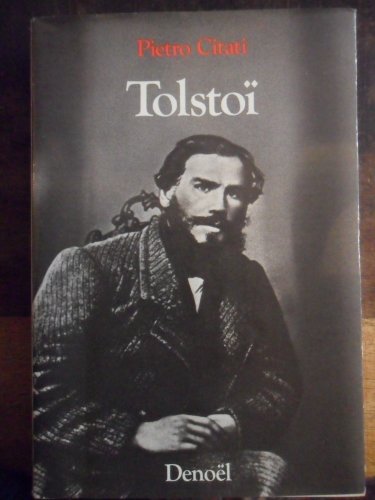 Pietro Citati
Tolstoï
Denoël